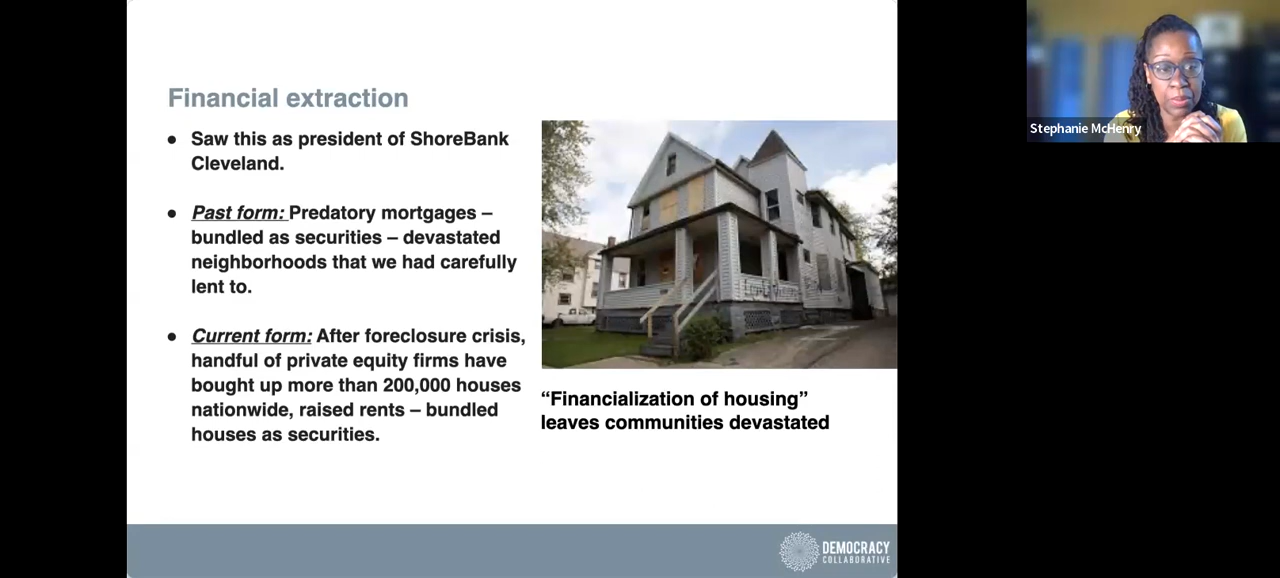 Financial extraction
● Saw this as president of ShoreBank
Cleveland.
● Past form: Predatory mortgages –
bundled as securities – devastated
neighborhoods that we had carefully
lent to.
● Current form: After foreclosure crisis,
handful of private equity firms have
bought up more than 200,000 houses
nationwide, raised rents – bundled
houses as securities.
“Financialization of housing”
leaves communities devastated
DEMOCRACY
COLLABORATIVE
Stephanie McHenry